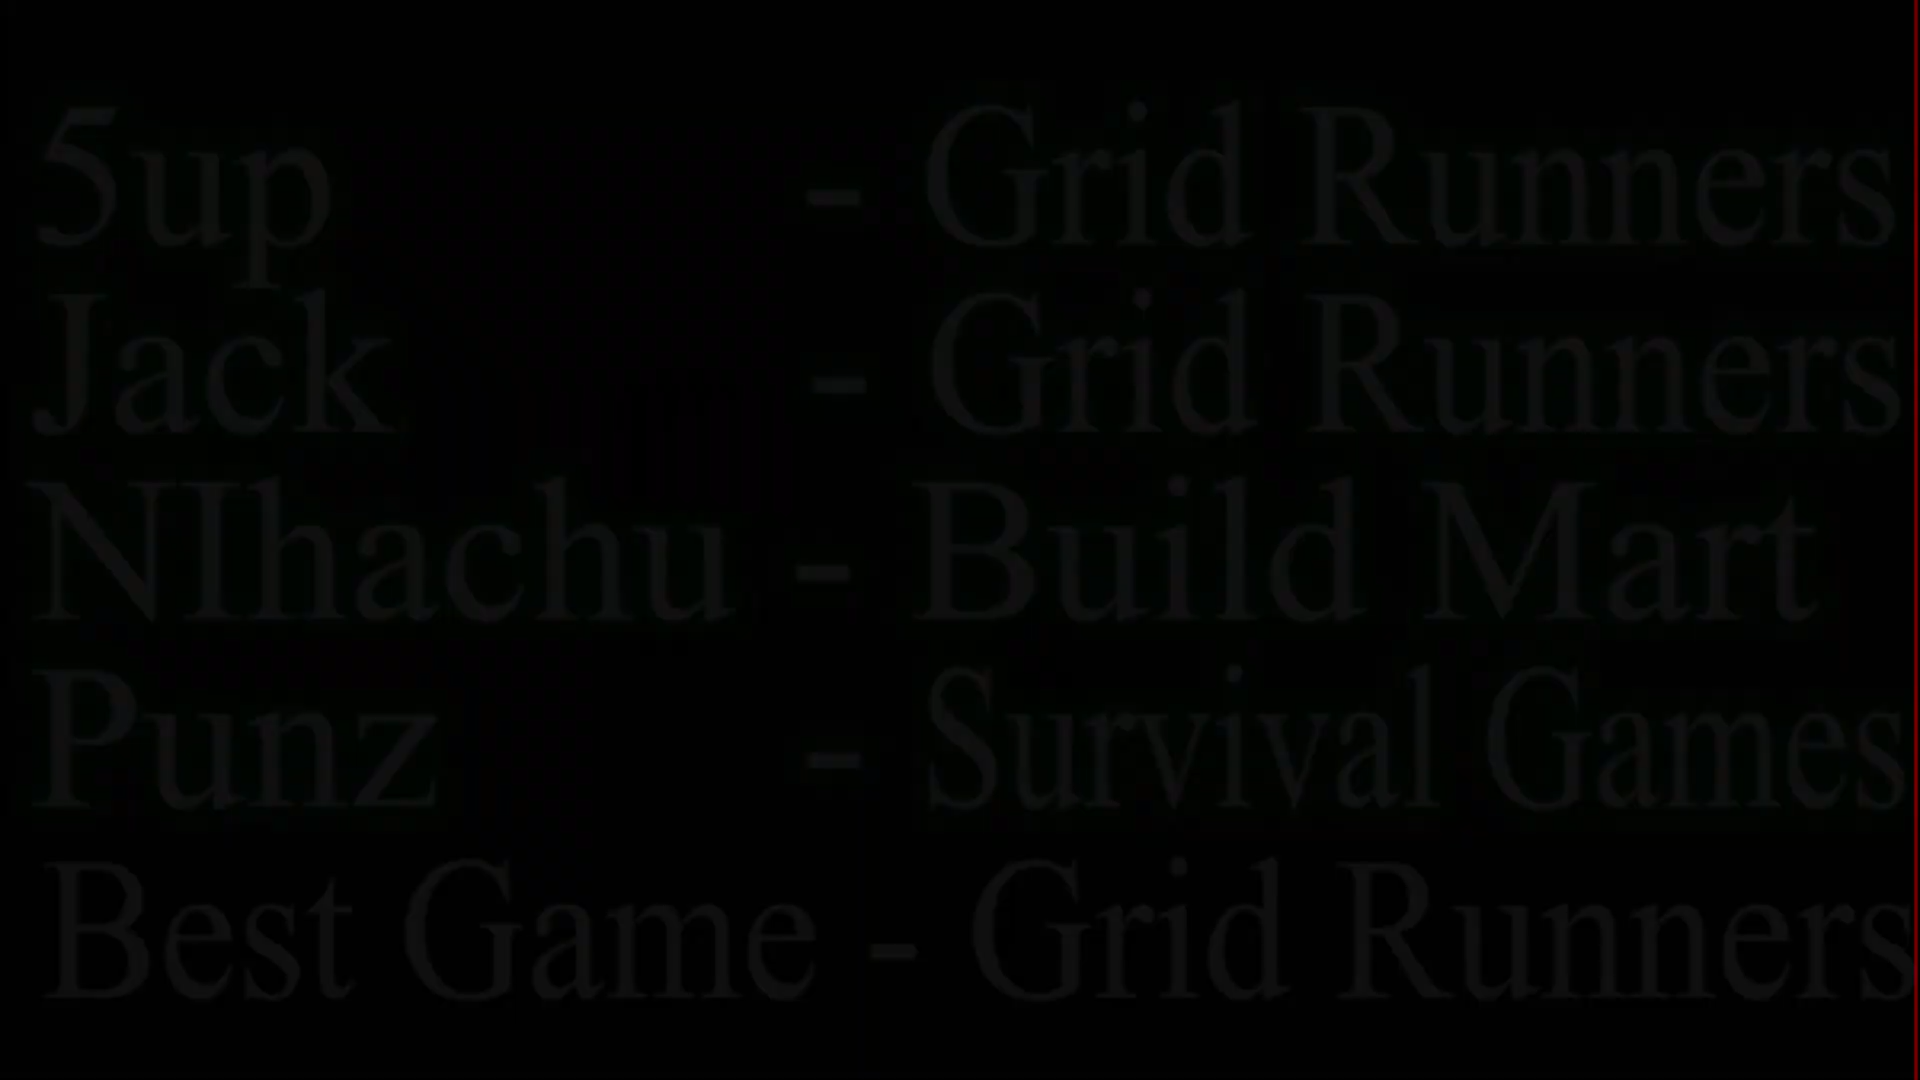 5up - Grid Runners
Jack - Grid Runners
NIhachu - Build Mart
Punz - Survival Games
Best Game - Grid Runners